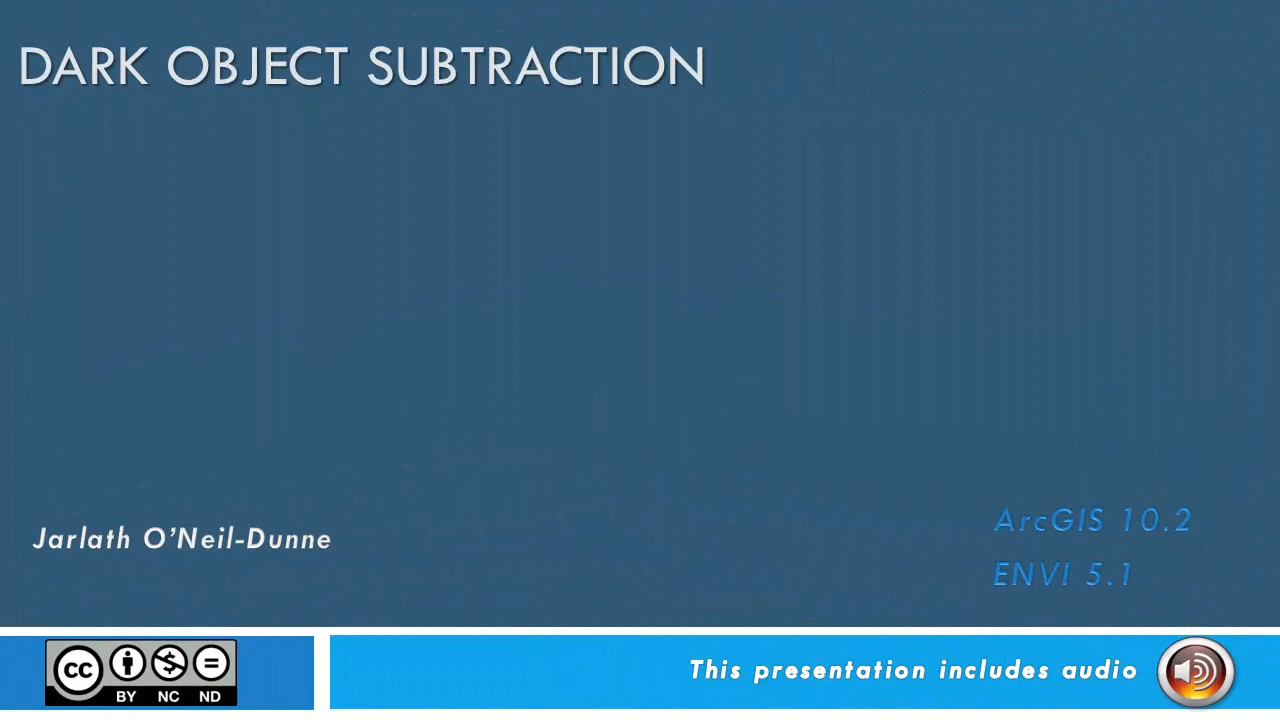 DARK OBJECT SUBTRACTION
Jarlath O’Neil-Dunne
ArcGIS 10.2
ENVI 5.1
cc
BY NC ND
This presentation includes audio